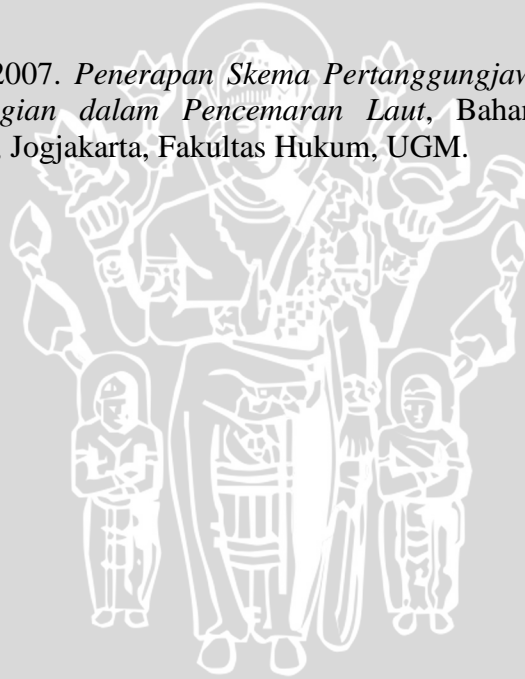 2007. Penerapan Skema Pertanggungjaw
gian dalam Pencemaran Laut, Bahar
Jogjakarta, Fakultas Hukum, UGM.